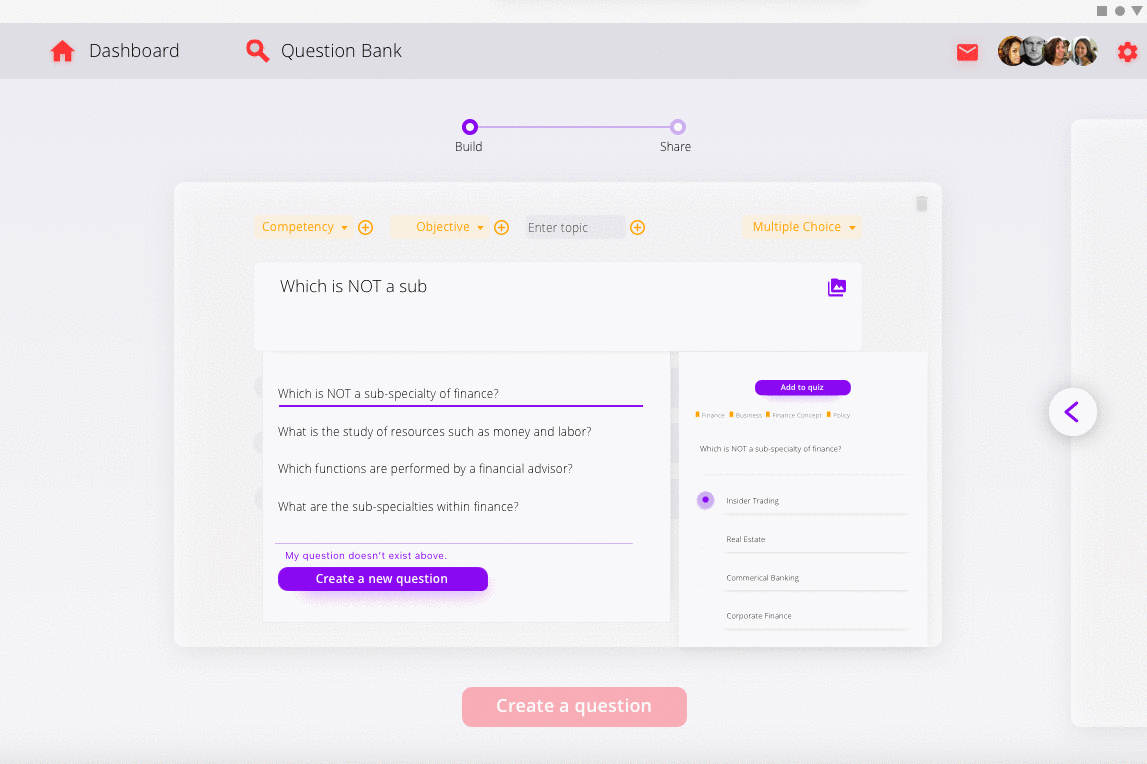 Dashboard
Question Bank
Build
Share
Competency
Objective
Enter topic
Multiple Choice
Which is NOT a sub
Which is NOT a sub-specialty of finance?
What is the study of resources such as money and labor?
Which functions are performed by a financial advisor?
What are the sub-specialties within finance?
My question doesn't exist above.
Create a new question
Add to quiz
Finance Business Finance Concept Policy
Which is NOT a sub-specialty of finance?
Insider Trading
Real Estate
Commerical Banking
Corporate Finance
Create a question